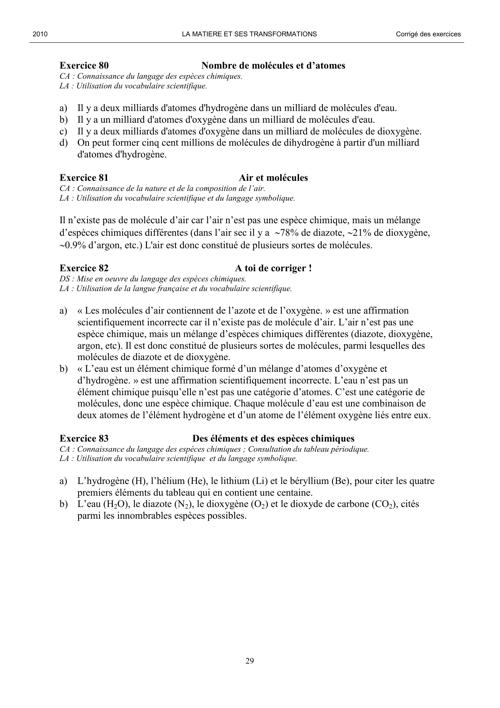 2010 LA MATIERE ET SES TRANSFORMATIONS Corrigé des exercices
Exercice 80 Nombre de molécules et d’atomes
CA : Connaissance du langage des espèces chimiques.
LA : Utilisation du vocabulaire scientifique.
a) Il y a deux milliards d'atomes d'hydrogène dans un milliard de molécules d'eau.
b) Il y a un milliard d'atomes d'oxygène dans un milliard de molécules d'eau.
c) Il y a deux milliards d'atomes d'oxygène dans un milliard de molécules de dioxygène.
d) On peut former cinq cent millions de molécules de dihydrogène à partir d'un milliard
d'atomes d'hydrogène.
Exercice 81 Air et molécules
CA : Connaissance de la nature et de la composition de l’air.
LA : Utilisation du vocabulaire scientifique et du langage symbolique.
Il n’existe pas de molécule d’air car l’air n’est pas une espèce chimique, mais un mélange
d’espèces chimiques différentes (dans l’air sec il y a ~78% de diazote, ~21% de dioxygène,
~0.9% d’argon, etc.) L'air est donc constitué de plusieurs sortes de molécules.
Exercice 82 A toi de corriger !
DS : Mise en oeuvre du langage des espèces chimiques.
LA : Utilisation de la langue française et du vocabulaire scientifique.
a) « Les molécules d’air contiennent de l’azote et de l’oxygène. » est une affirmation
scientifiquement incorrecte car il n’existe pas de molécule d’air. L’air n’est pas une
espèce chimique, mais un mélange d’espèces chimiques différentes (diazote, dioxygène,
argon, etc). Il est donc constitué de plusieurs sortes de molécules, parmi lesquelles des
molécules de diazote et de dioxygène.
b) « L’eau est un élément chimique formé d’un mélange d’atomes d’oxygène et
d’hydrogène. » est une affirmation scientifiquement incorrecte. L’eau n’est pas un
élément chimique puisqu’elle n’est pas une catégorie d’atomes. C’est une catégorie de
molécules, donc une espèce chimique. Chaque molécule d’eau est une combinaison de
deux atomes de l’élément hydrogène et d’un atome de l’élément oxygène liés entre eux.
Exercice 83 Des éléments et des espèces chimiques
CA : Connaissance du langage des espèces chimiques ; Consultation du tableau périodique.
LA : Utilisation du vocabulaire scientifique et du langage symbolique.
a) L’hydrogène (H), l’hélium (He), le lithium (Li) et le béryllium (Be), pour citer les quatre
premiers éléments du tableau qui en contient une centaine.
b) L’eau (H₂O), le diazote (N₂), le dioxygène (O₂) et le dioxyde de carbone (CO₂), cités
parmi les innombrables espèces possibles.
29